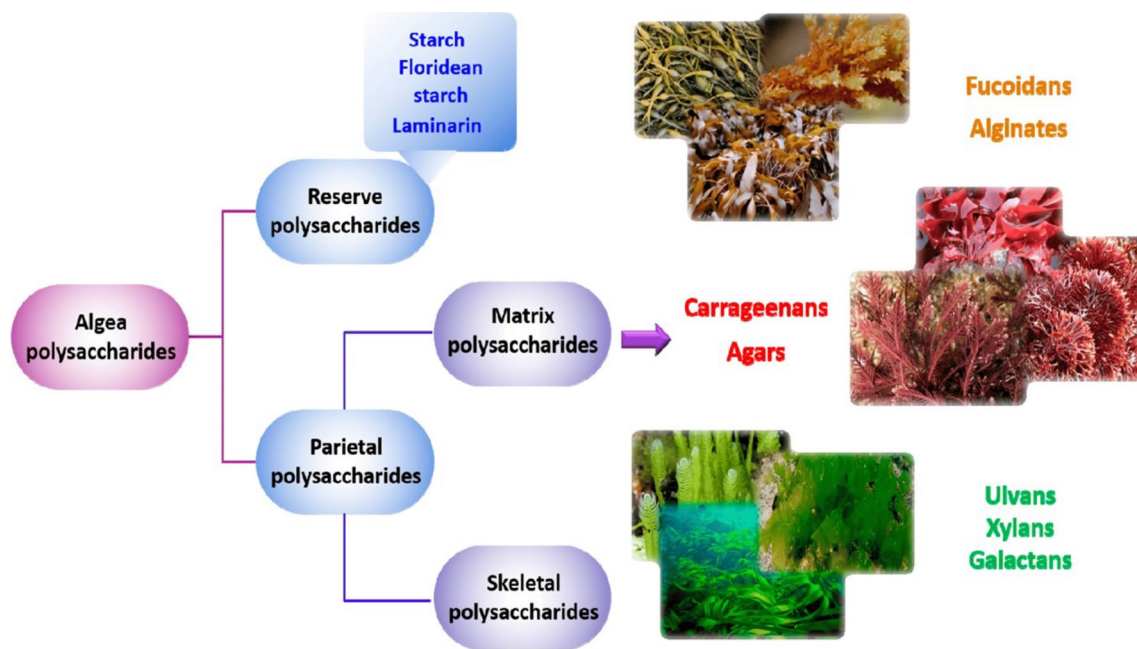 Starch
Floridean
starch
Laminarin
Reserve
polysaccharides
Algea
polysaccharides
Parietal
polysaccharides
Matrix
polysaccharides
Skeletal
polysaccharides
Fucoidans
Alginates
Carrageenans
Agars
Ulvans
Xylans
Galactans